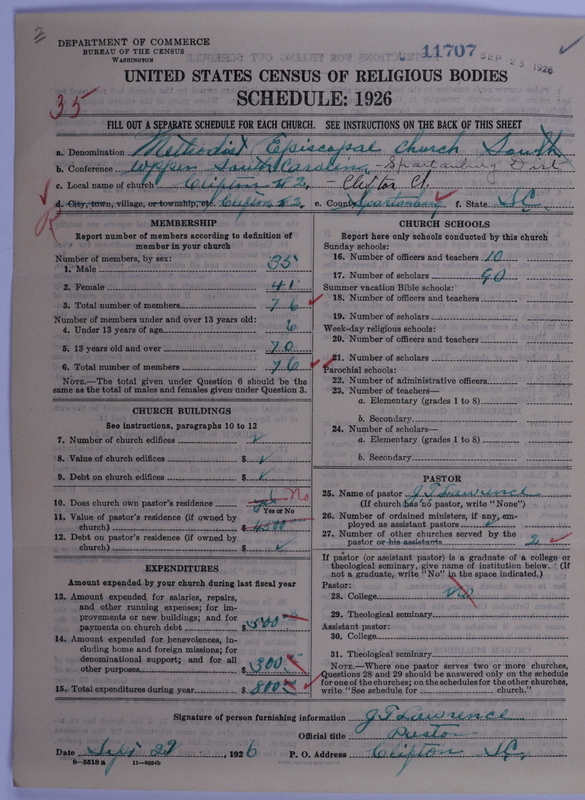 2
DEPARTMENT OF COMMERCE
BUREAU OF THE CENSUS
WASHINGTON
11707 SEP 25 1926
UNITED STATES CENSUS OF RELIGIOUS BODIES
SCHEDULE: 1926
35
FILL OUT A SEPARATE SCHEDULE FOR EACH CHURCH. SEE INSTRUCTIONS ON THE BACK OF THIS SHEET
a. Denomination Methodist Episcopal Church South
b. Conference Upper South Carolina - Spartanburg Dist
c. Local name of church Clifton #2, - Clifton Ct.
d. City, town, village, or township, etc. Clifton #2, e. County Spartanburg f. State S.C.
MEMBERSHIP
Report number of members according to definition of
member in your church
Number of members, by sex:
1. Male 35
2. Female 41
3. Total number of members 76
Number of members under and over 13 years old:
4. Under 13 years of age 6
5. 13 years old and over 70
6. Total number of members 76
NOTE.—The total given under Question 6 should be
same as the total of males and females given under Question 3.
CHURCH BUILDINGS
See instructions, paragraphs 10 to 12
7. Number of church edifices
8. Value of church edifices $ ✓
9. Debt on church edifices $ ✓
10. Does church own pastor's residence No
Yes or No
11. Value of pastor's residence (if owned by
church) $ 4500
12. Debt on pastor's residence (if owned by
church) $ ✓
EXPENDITURES
Amount expended by your church during last fiscal year
13. Amount expended for salaries, repairs,
and other running expenses; for im-
provements or new buildings; and for
payments on church debt $ 500
14. Amount expended for benevolences, in-
cluding home and foreign missions; for
denominational support; and for all
other purposes $ 300
15. Total expenditures during year $ 800
CHURCH SCHOOLS
Report here only schools conducted by this church
Sunday schools:
16. Number of officers and teachers 10
17. Number of scholars 90
Summer vacation Bible schools:
18. Number of officers and teachers
19. Number of scholars
Week-day religious schools:
20. Number of officers and teachers
21. Number of scholars
Parochial schools:
22. Number of administrative officers
23. Number of teachers—
a. Elementary (grades 1 to 8)
b. Secondary
24. Number of scholars—
a. Elementary (grades 1 to 8)
b. Secondary
PASTOR
25. Name of pastor J. T. Lawrence
(If church has no pastor, write "None")
26. Number of ordained ministers, if any, em-
ployed as assistant pastors
27. Number of other churches served by the
pastor or his assistants 2
If pastor (or assistant pastor) is a graduate of a college or
theological seminary, give name of institution below. (If
not a graduate, write "No" in the space indicated.)
Pastor:
28. College
29. Theological seminary
Assistant pastor:
30. College
31. Theological seminary
NOTE.—Where one pastor serves two or more churches,
Questions 28 and 29 should be answered only on the schedule
for one of the churches; on the schedules for the other churches,
write "See schedule for church."
Signature of person furnishing information J T Lawrence
Official title Pastor
Date Sept 27, 1926 P. O. Address Clifton S.C.
8-5518 a 11-9664b